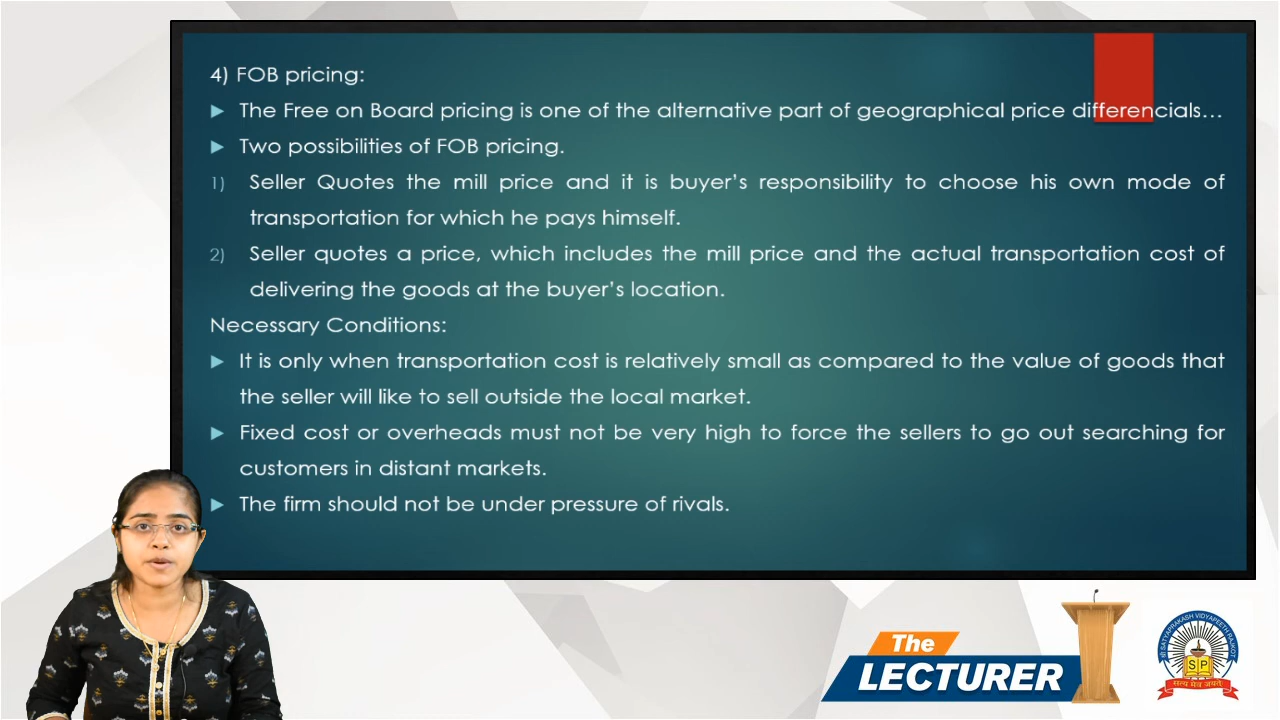 4) FOB pricing:
► The Free on Board pricing is one of the alternative part of geographical price differencials…
► Two possibilities of FOB pricing.
1) Seller Quotes the mill price and it is buyer's responsibility to choose his own mode of
transportation for which he pays himself.
2) Seller quotes a price, which includes the mill price and the actual transportation cost of
delivering the goods at the buyer's location.
Necessary Conditions:
► It is only when transportation cost is relatively small as compared to the value of goods that
the seller will like to sell outside the local market.
► Fixed cost or overheads must not be very high to force the sellers to go out searching for
customers in distant markets.
► The firm should not be under pressure of rivals.
The
LECTURER
SATYAPRAKASH VIDYAPEETH RAJKOT
S P
सत्य मेव जयते